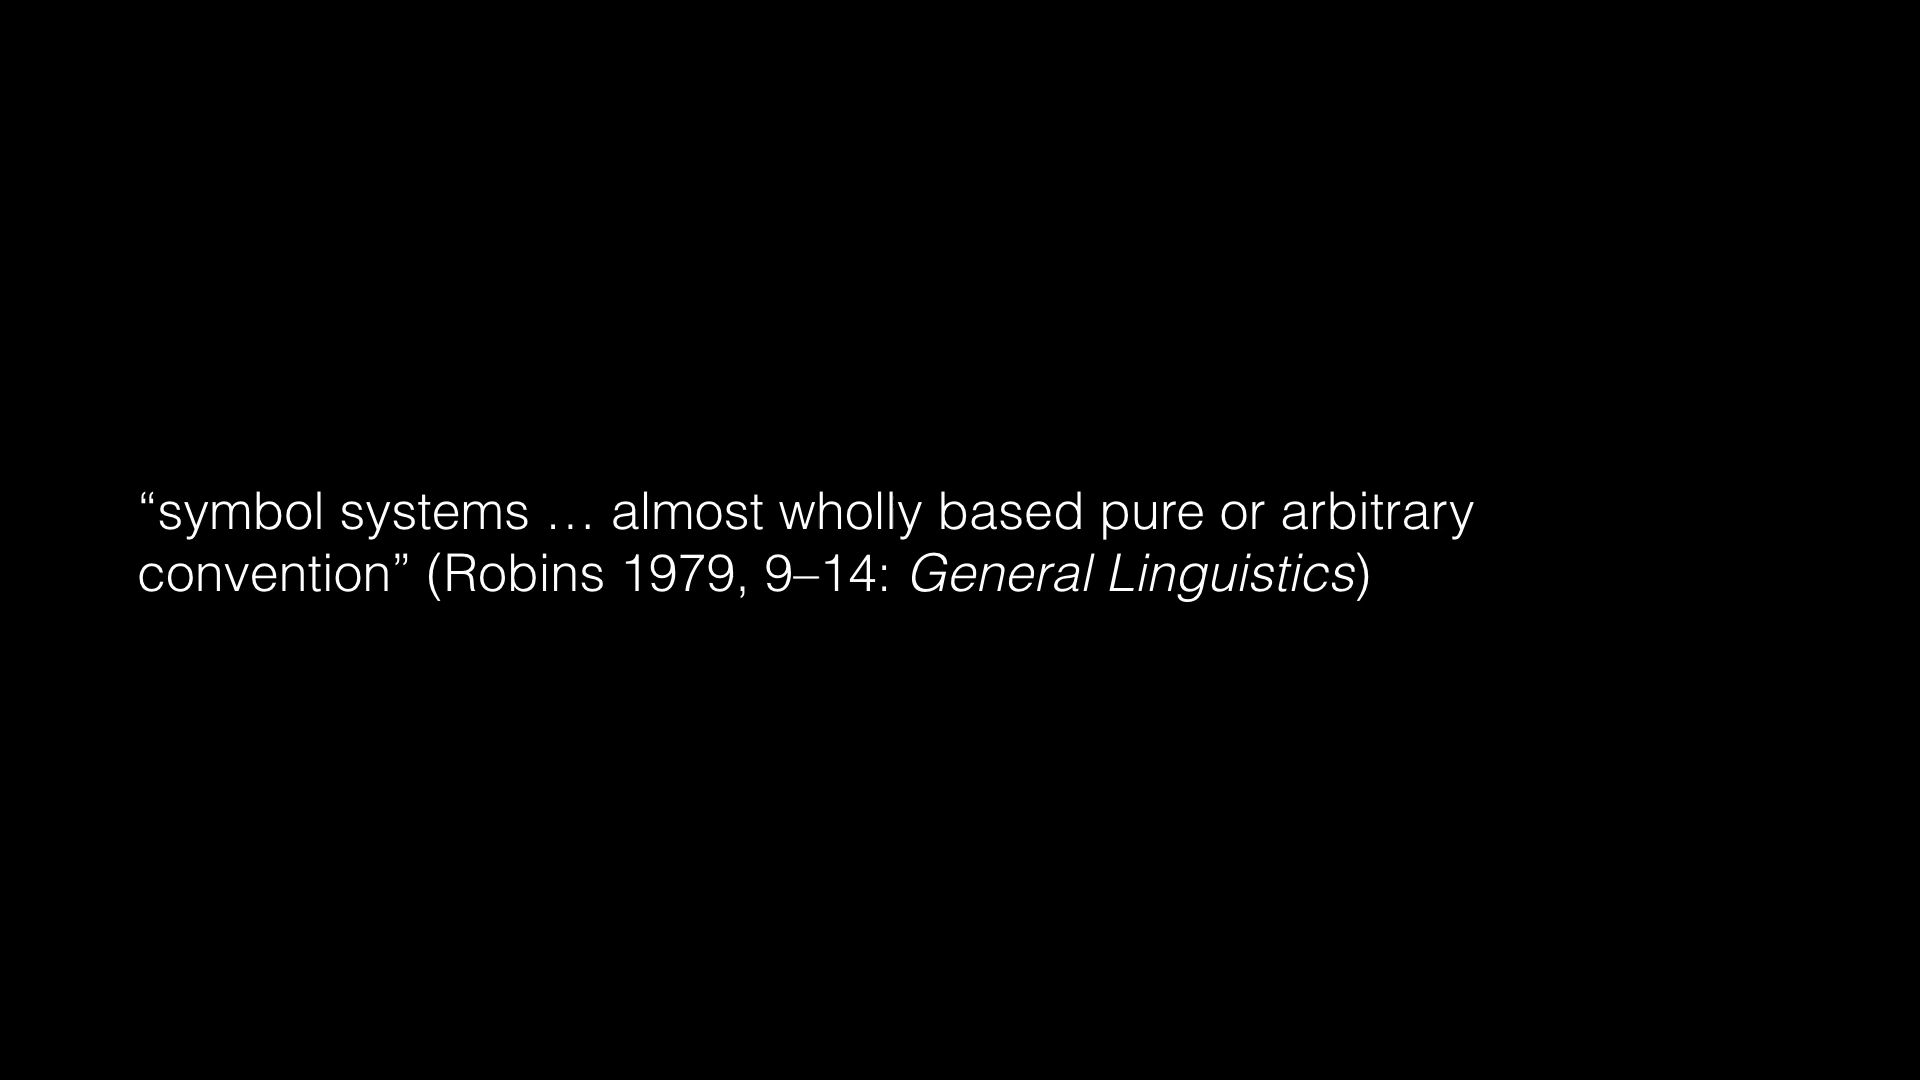 “symbol systems … almost wholly based pure or arbitrary
convention” (Robins 1979, 9–14: General Linguistics)